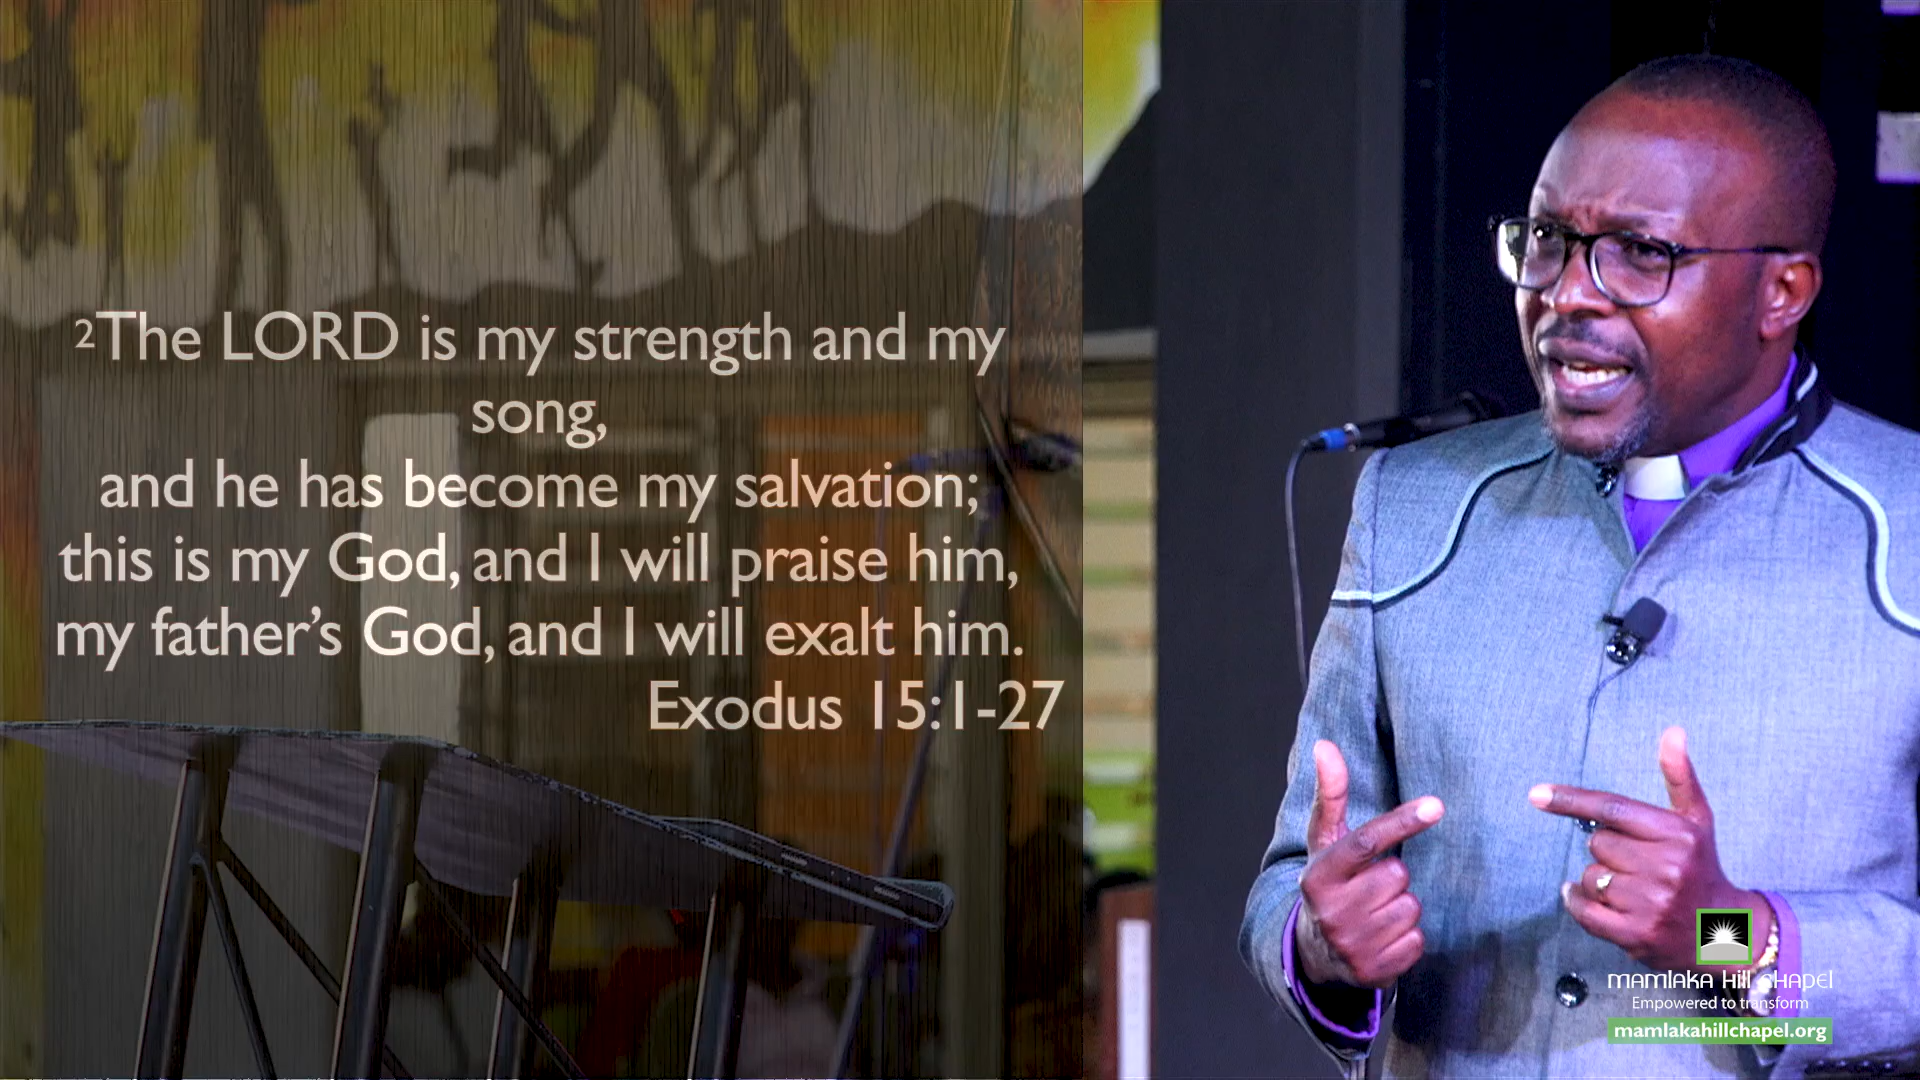 2The LORD is my strength and my
song,
and he has become my salvation;
this is my God, and I will praise him,
my father’s God, and I will exalt him.
Exodus 15:1-27
mamlaka hill chapel
Empowered to transform
mamlakahillchapel.org